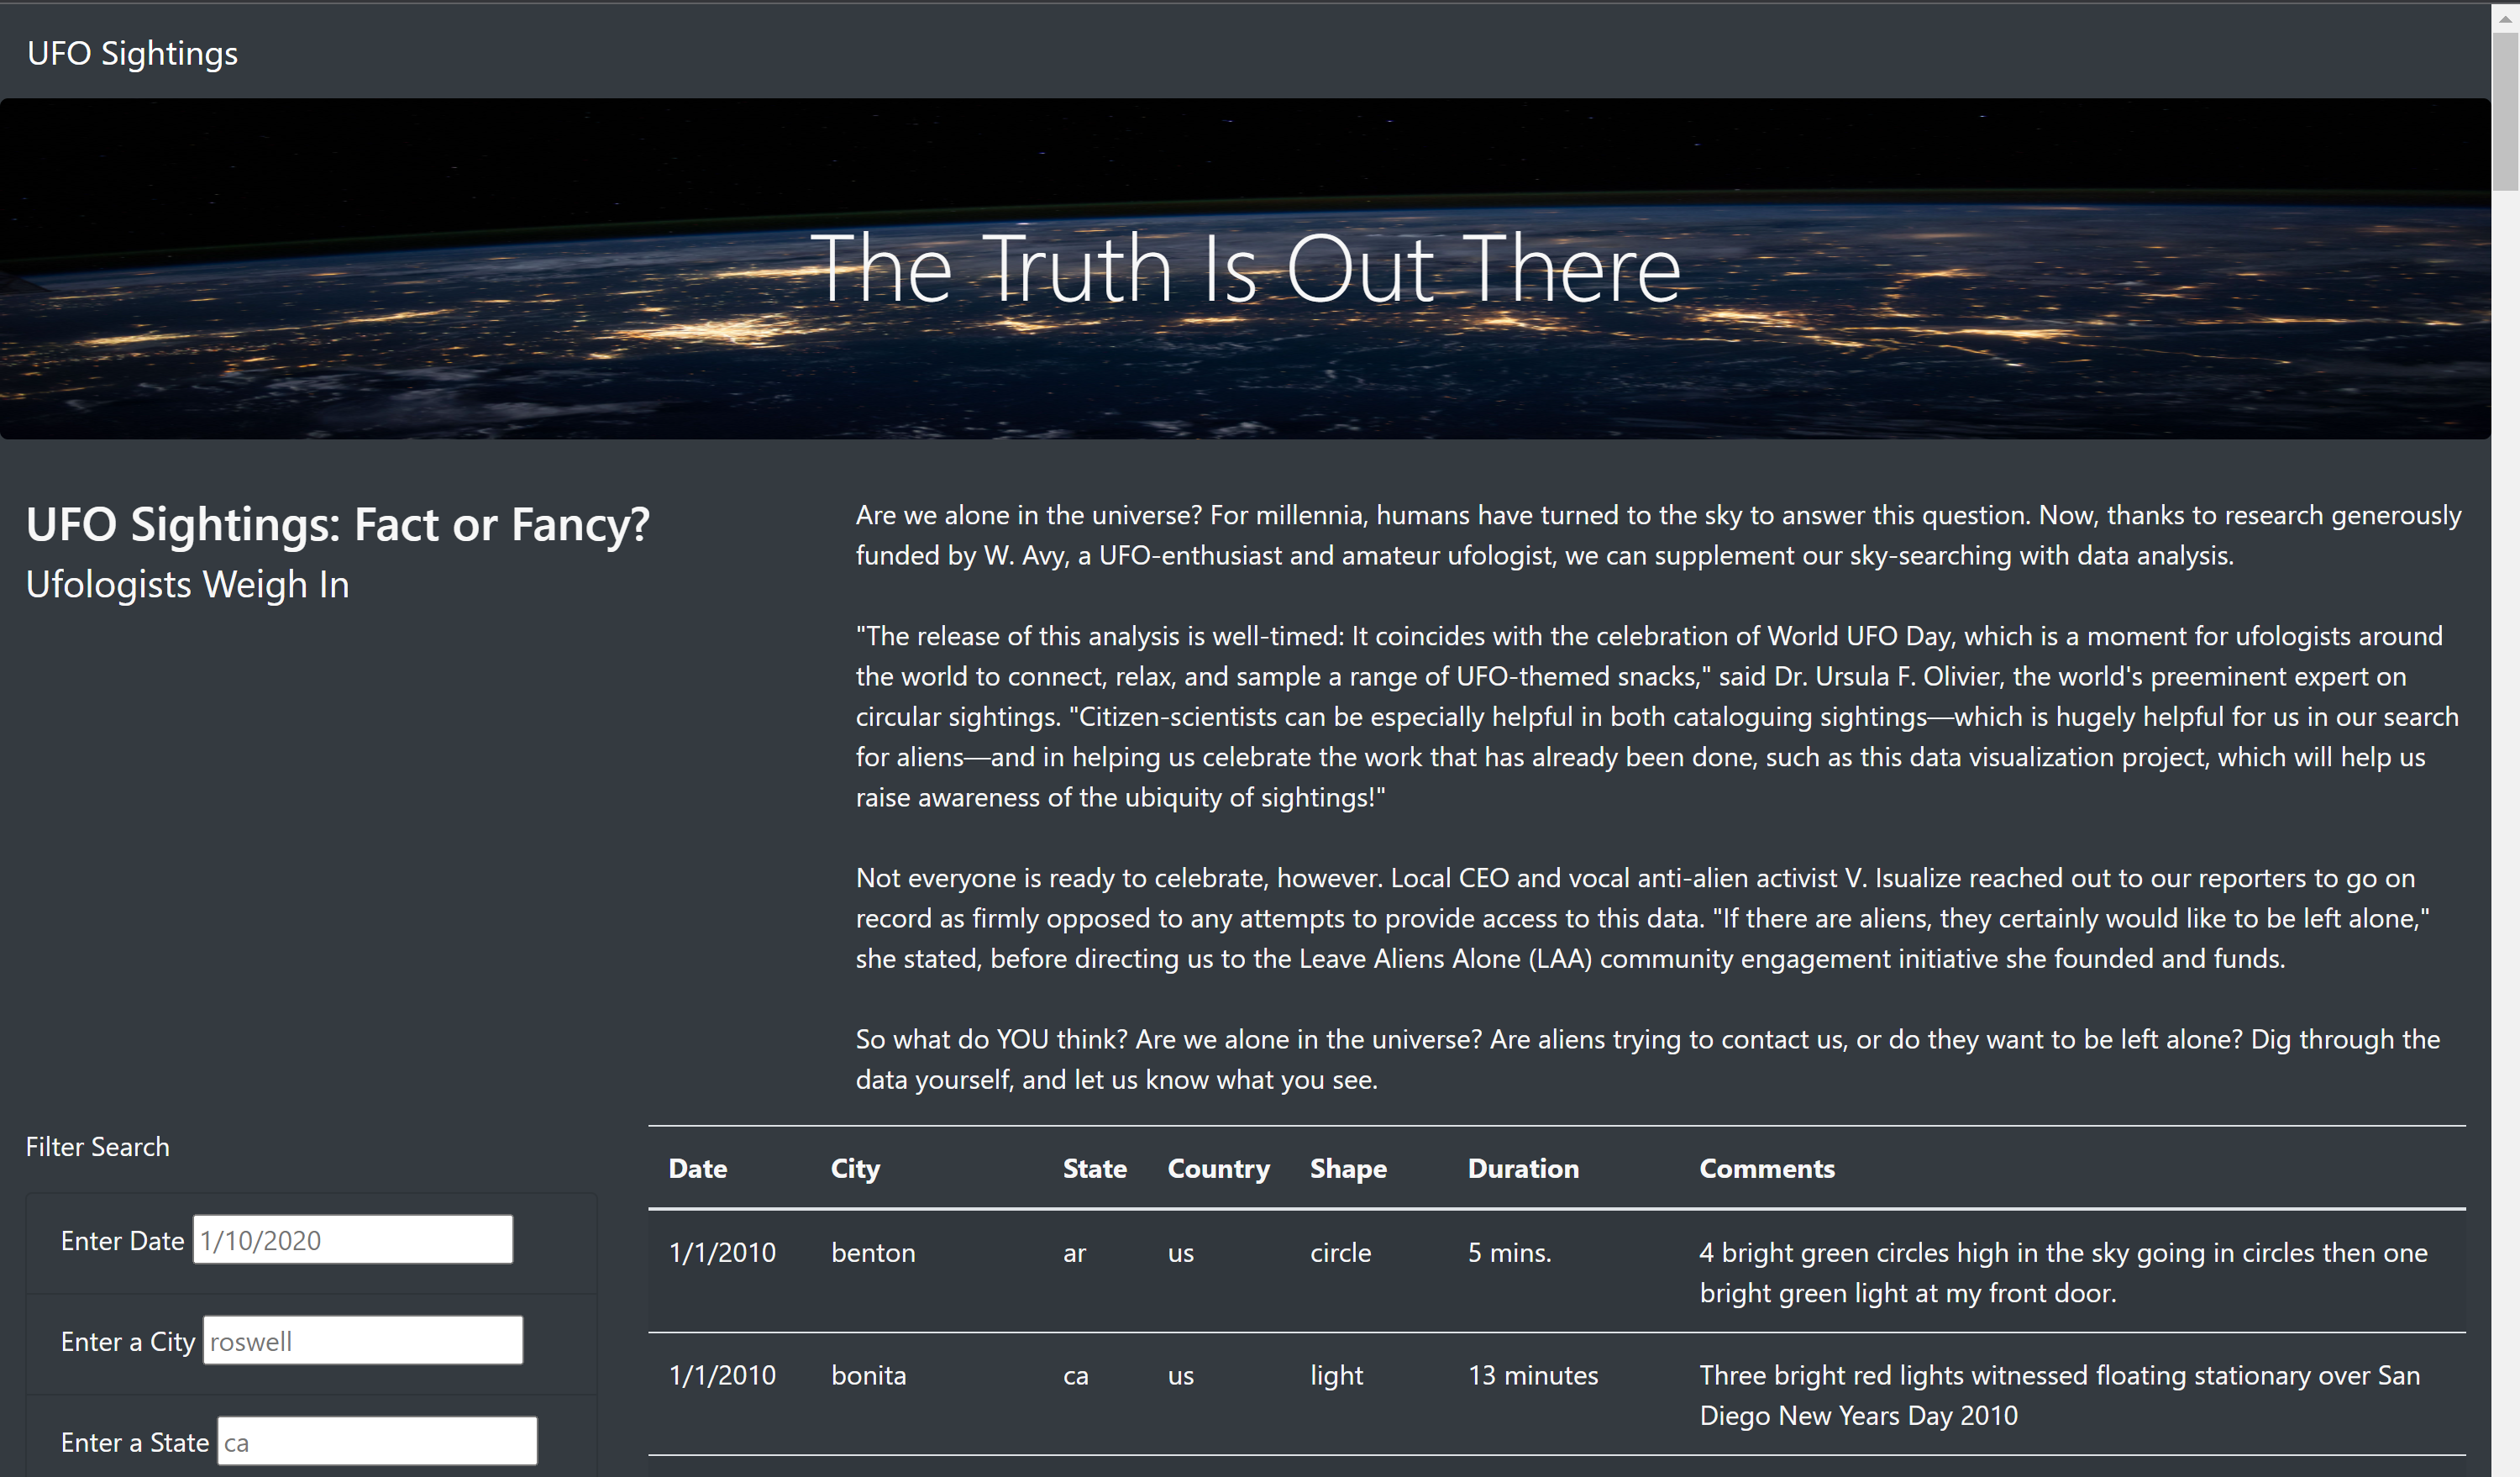 UFO Sightings
The Truth Is Out There
UFO Sightings: Fact or Fancy?
Ufologists Weigh In
Are we alone in the universe? For millennia, humans have turned to the sky to answer this question. Now, thanks to research generously
funded by W. Avy, a UFO-enthusiast and amateur ufologist, we can supplement our sky-searching with data analysis.
"The release of this analysis is well-timed: It coincides with the celebration of World UFO Day, which is a moment for ufologists around
the world to connect, relax, and sample a range of UFO-themed snacks," said Dr. Ursula F. Olivier, the world's preeminent expert on
circular sightings. "Citizen-scientists can be especially helpful in both cataloguing sightings—which is hugely helpful for us in our search
for aliens—and in helping us celebrate the work that has already been done, such as this data visualization project, which will help us
raise awareness of the ubiquity of sightings!"
Not everyone is ready to celebrate, however. Local CEO and vocal anti-alien activist V. Isualize reached out to our reporters to go on
record as firmly opposed to any attempts to provide access to this data. "If there are aliens, they certainly would like to be left alone,"
she stated, before directing us to the Leave Aliens Alone (LAA) community engagement initiative she founded and funds.
So what do YOU think? Are we alone in the universe? Are aliens trying to contact us, or do they want to be left alone? Dig through the
data yourself, and let us know what you see.
Filter Search
Enter Date 1/10/2020
Enter a City roswell
Enter a State ca
Date City State Country Shape Duration Comments
1/1/2010 benton ar us circle 5 mins. 4 bright green circles high in the sky going in circles then one
bright green light at my front door.
1/1/2010 bonita ca us light 13 minutes Three bright red lights witnessed floating stationary over San
Diego New Years Day 2010